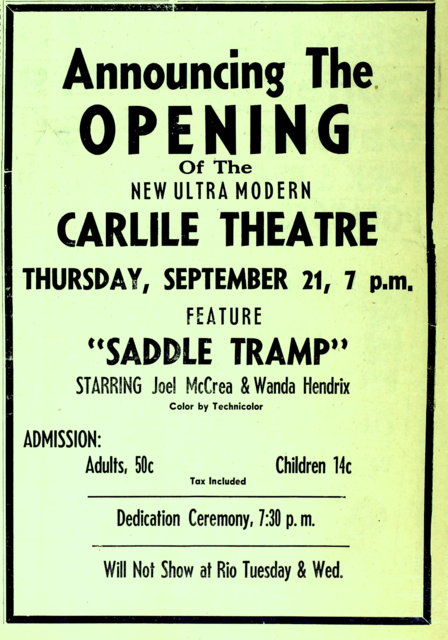 Announcing The
OPENING
Of The
NEW ULTRA MODERN
CARLILE THEATRE
THURSDAY, SEPTEMBER 21, 7 p.m.
FEATURE
"SADDLE TRAMP"
STARRING Joel McCrea & Wanda Hendrix
Color by Technicolor
ADMISSION:
Adults, 50c Children 14c
Tax Included
Dedication Ceremony, 7:30 p. m.
Will Not Show at Rio Tuesday & Wed.